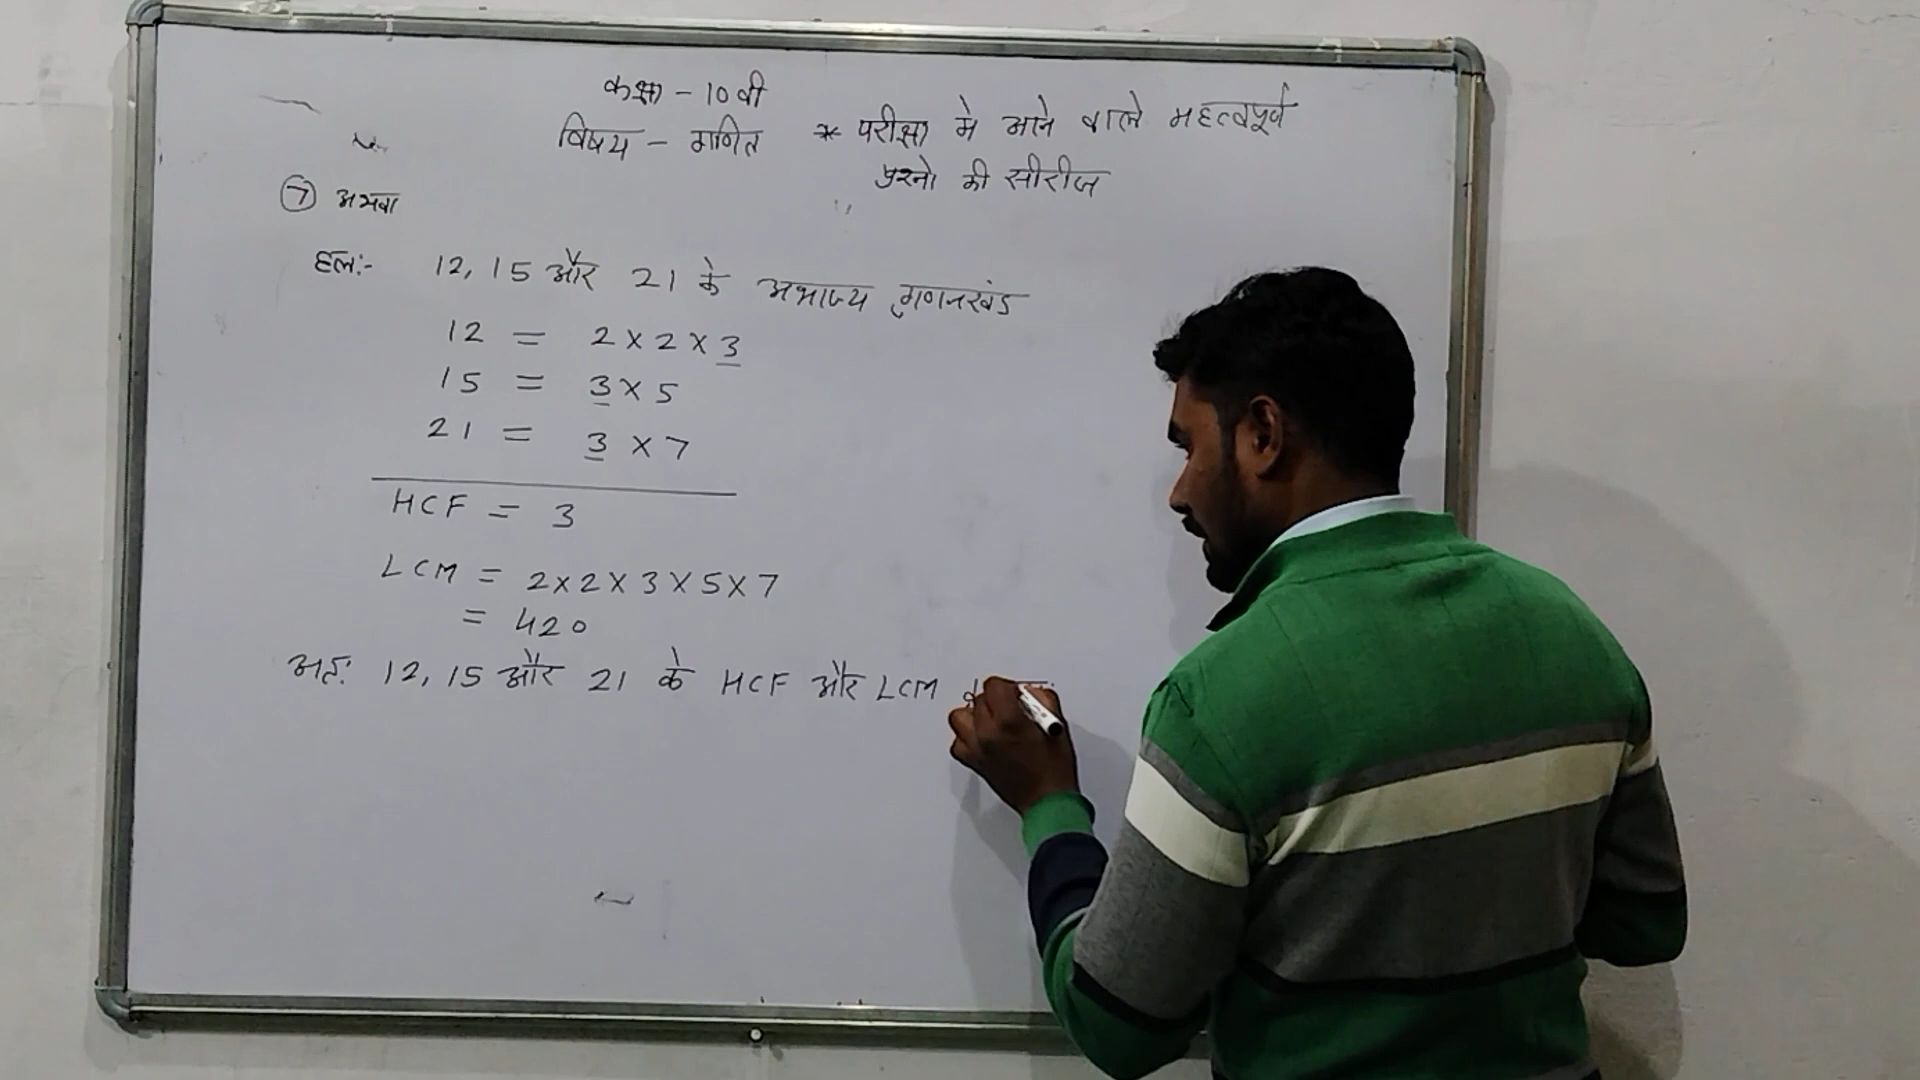 कक्षा - 10 वी
विषय - गणित * परीक्षा मे आने वाले महत्वपूर्ण
प्रश्नो की सीरीज
7 अथवा
हल:- 12, 15 और 21 के अभाज्य गुणनखंड
12 = 2 × 2 × 3
15 = 3 × 5
21 = 3 × 7
HCF = 3
LCM = 2 × 2 × 3 × 5 × 7
= 420
अतः 12, 15 और 21 के HCF और LCM